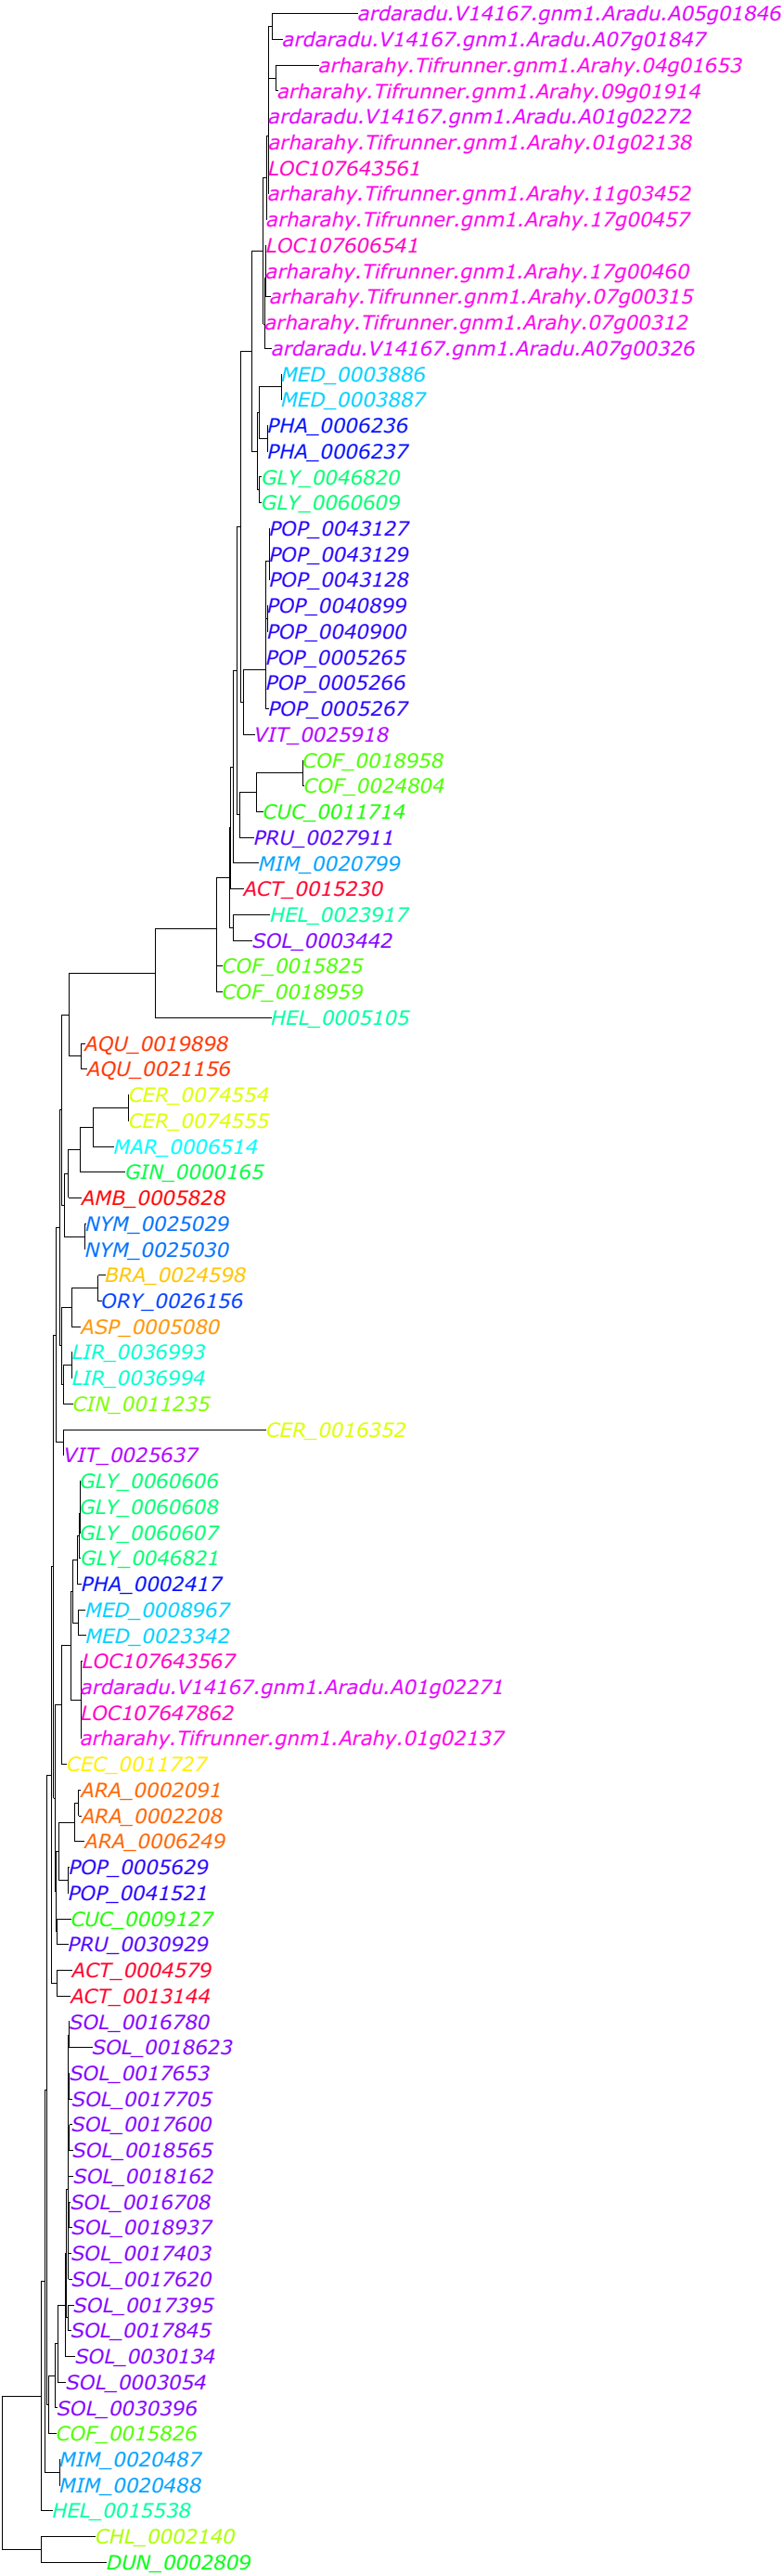 ardaradu.V14167.gnm1.Aradu.A05g01846
ardaradu.V14167.gnm1.Aradu.A07g01847
arharahy.Tifrunner.gnm1.Arahy.04g01653
arharahy.Tifrunner.gnm1.Arahy.09g01914
ardaradu.V14167.gnm1.Aradu.A01g02272
arharahy.Tifrunner.gnm1.Arahy.01g02138
LOC107643561
arharahy.Tifrunner.gnm1.Arahy.11g03452
arharahy.Tifrunner.gnm1.Arahy.17g00457
LOC107606541
arharahy.Tifrunner.gnm1.Arahy.17g00460
arharahy.Tifrunner.gnm1.Arahy.07g00315
arharahy.Tifrunner.gnm1.Arahy.07g00312
ardaradu.V14167.gnm1.Aradu.A07g00326
MED_0003886
MED_0003887
PHA_0006236
PHA_0006237
GLY_0046820
GLY_0060609
POP_0043127
POP_0043129
POP_0043128
POP_0040899
POP_0040900
POP_0005265
POP_0005266
POP_0005267
VIT_0025918
COF_0018958
COF_0024804
CUC_0011714
PRU_0027911
MIM_0020799
ACT_0015230
HEL_0023917
SOL_0003442
COF_0015825
COF_0018959
HEL_0005105
AQU_0019898
AQU_0021156
CER_0074554
CER_0074555
MAR_0006514
GIN_0000165
AMB_0005828
NYM_0025029
NYM_0025030
BRA_0024598
ORY_0026156
ASP_0005080
LIR_0036993
LIR_0036994
CIN_0011235
CER_0016352
VIT_0025637
GLY_0060606
GLY_0060608
GLY_0060607
GLY_0046821
PHA_0002417
MED_0008967
MED_0023342
LOC107643567
ardaradu.V14167.gnm1.Aradu.A01g02271
LOC107647862
arharahy.Tifrunner.gnm1.Arahy.01g02137
CEC_0011727
ARA_0002091
ARA_0002208
ARA_0006249
POP_0005629
POP_0041521
CUC_0009127
PRU_0030929
ACT_0004579
ACT_0013144
SOL_0016780
SOL_0018623
SOL_0017653
SOL_0017705
SOL_0017600
SOL_0018565
SOL_0018162
SOL_0016708
SOL_0018937
SOL_0017403
SOL_0017620
SOL_0017395
SOL_0017845
SOL_0030134
SOL_0003054
SOL_0030396
COF_0015826
MIM_0020487
MIM_0020488
HEL_0015538
CHL_0002140
DUN_0002809